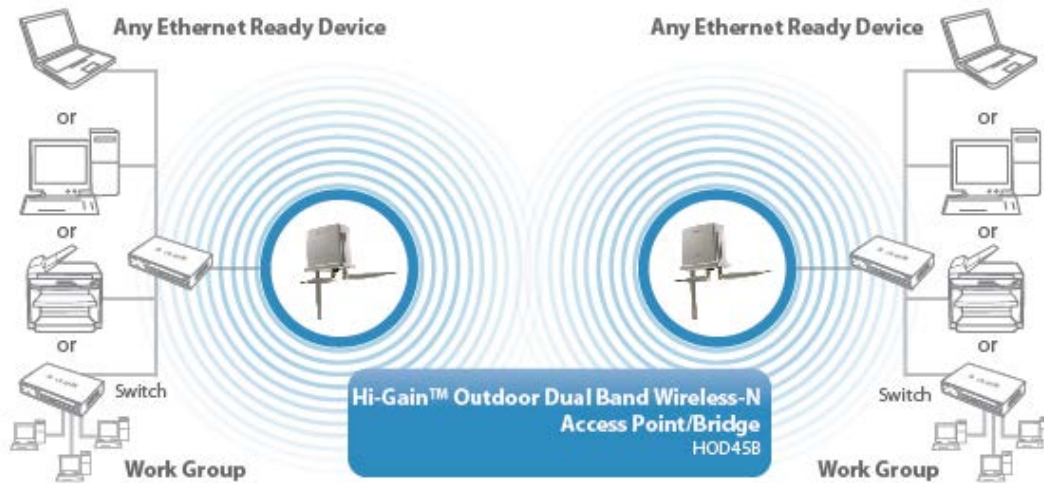 Any Ethernet Ready Device
Any Ethernet Ready Device
or
or
or
or
or
or
Switch
Switch
Hi-Gain™ Outdoor Dual Band Wireless-N
Access Point/Bridge
HOD45B
Work Group
Work Group